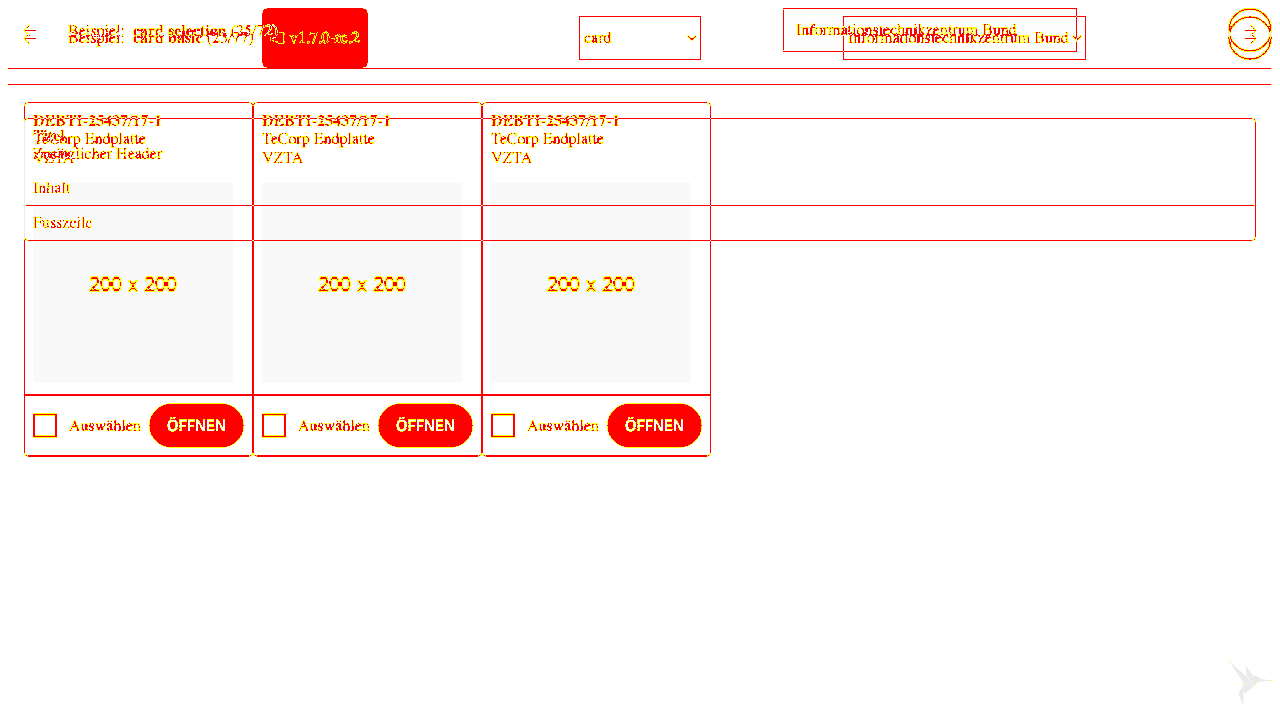 Beispiel: card selection (25/72)
Beispiel: card basic (23/77)
v1.7.0-rc.2
card
Informationstechnikzentrum Bund
Informationstechnikzentrum Bund
DEBTI-25437/17-1
TeCorp Endplatte
VZTA
DEBTI-25437/17-1
TeCorp Endplatte
VZTA
DEBTI-25437/17-1
TeCorp Endplatte
VZTA
Titel
Zusätzlicher Header
Inhalt
Fusszeile
200 x 200
200 x 200
200 x 200
Auswählen ÖFFNEN
Auswählen ÖFFNEN
Auswählen ÖFFNEN